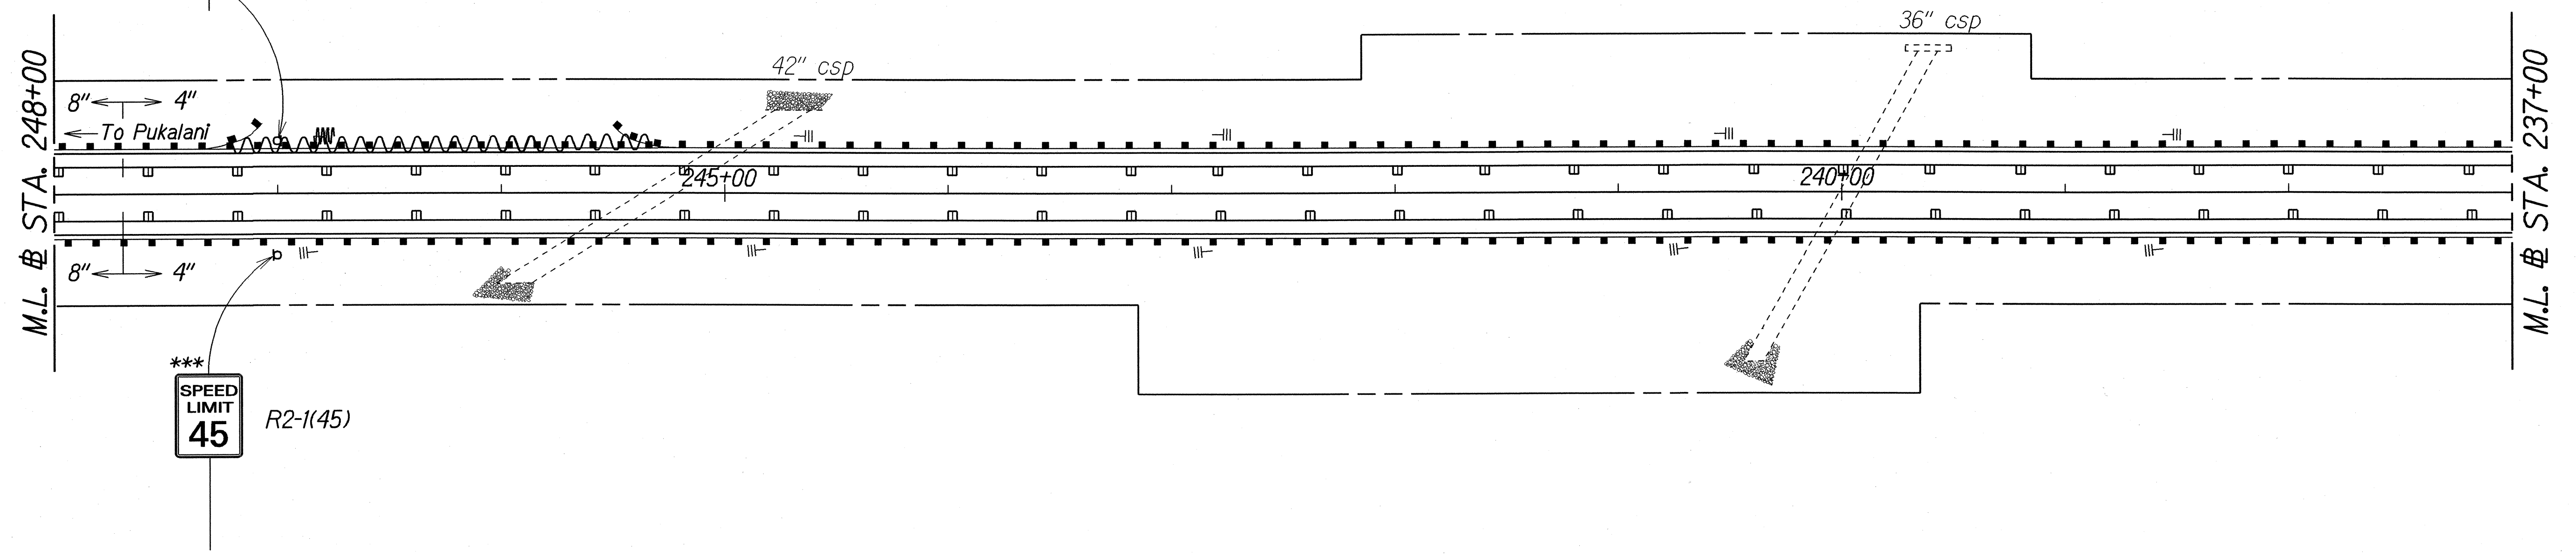 36" csp
42" csp
8" 4"
To Pukalani
M.L. ℄ STA. 248+00
M.L. ℄ STA. 237+00
245+00
240+00
8" 4"
***
SPEED
LIMIT
45
R2-1(45)